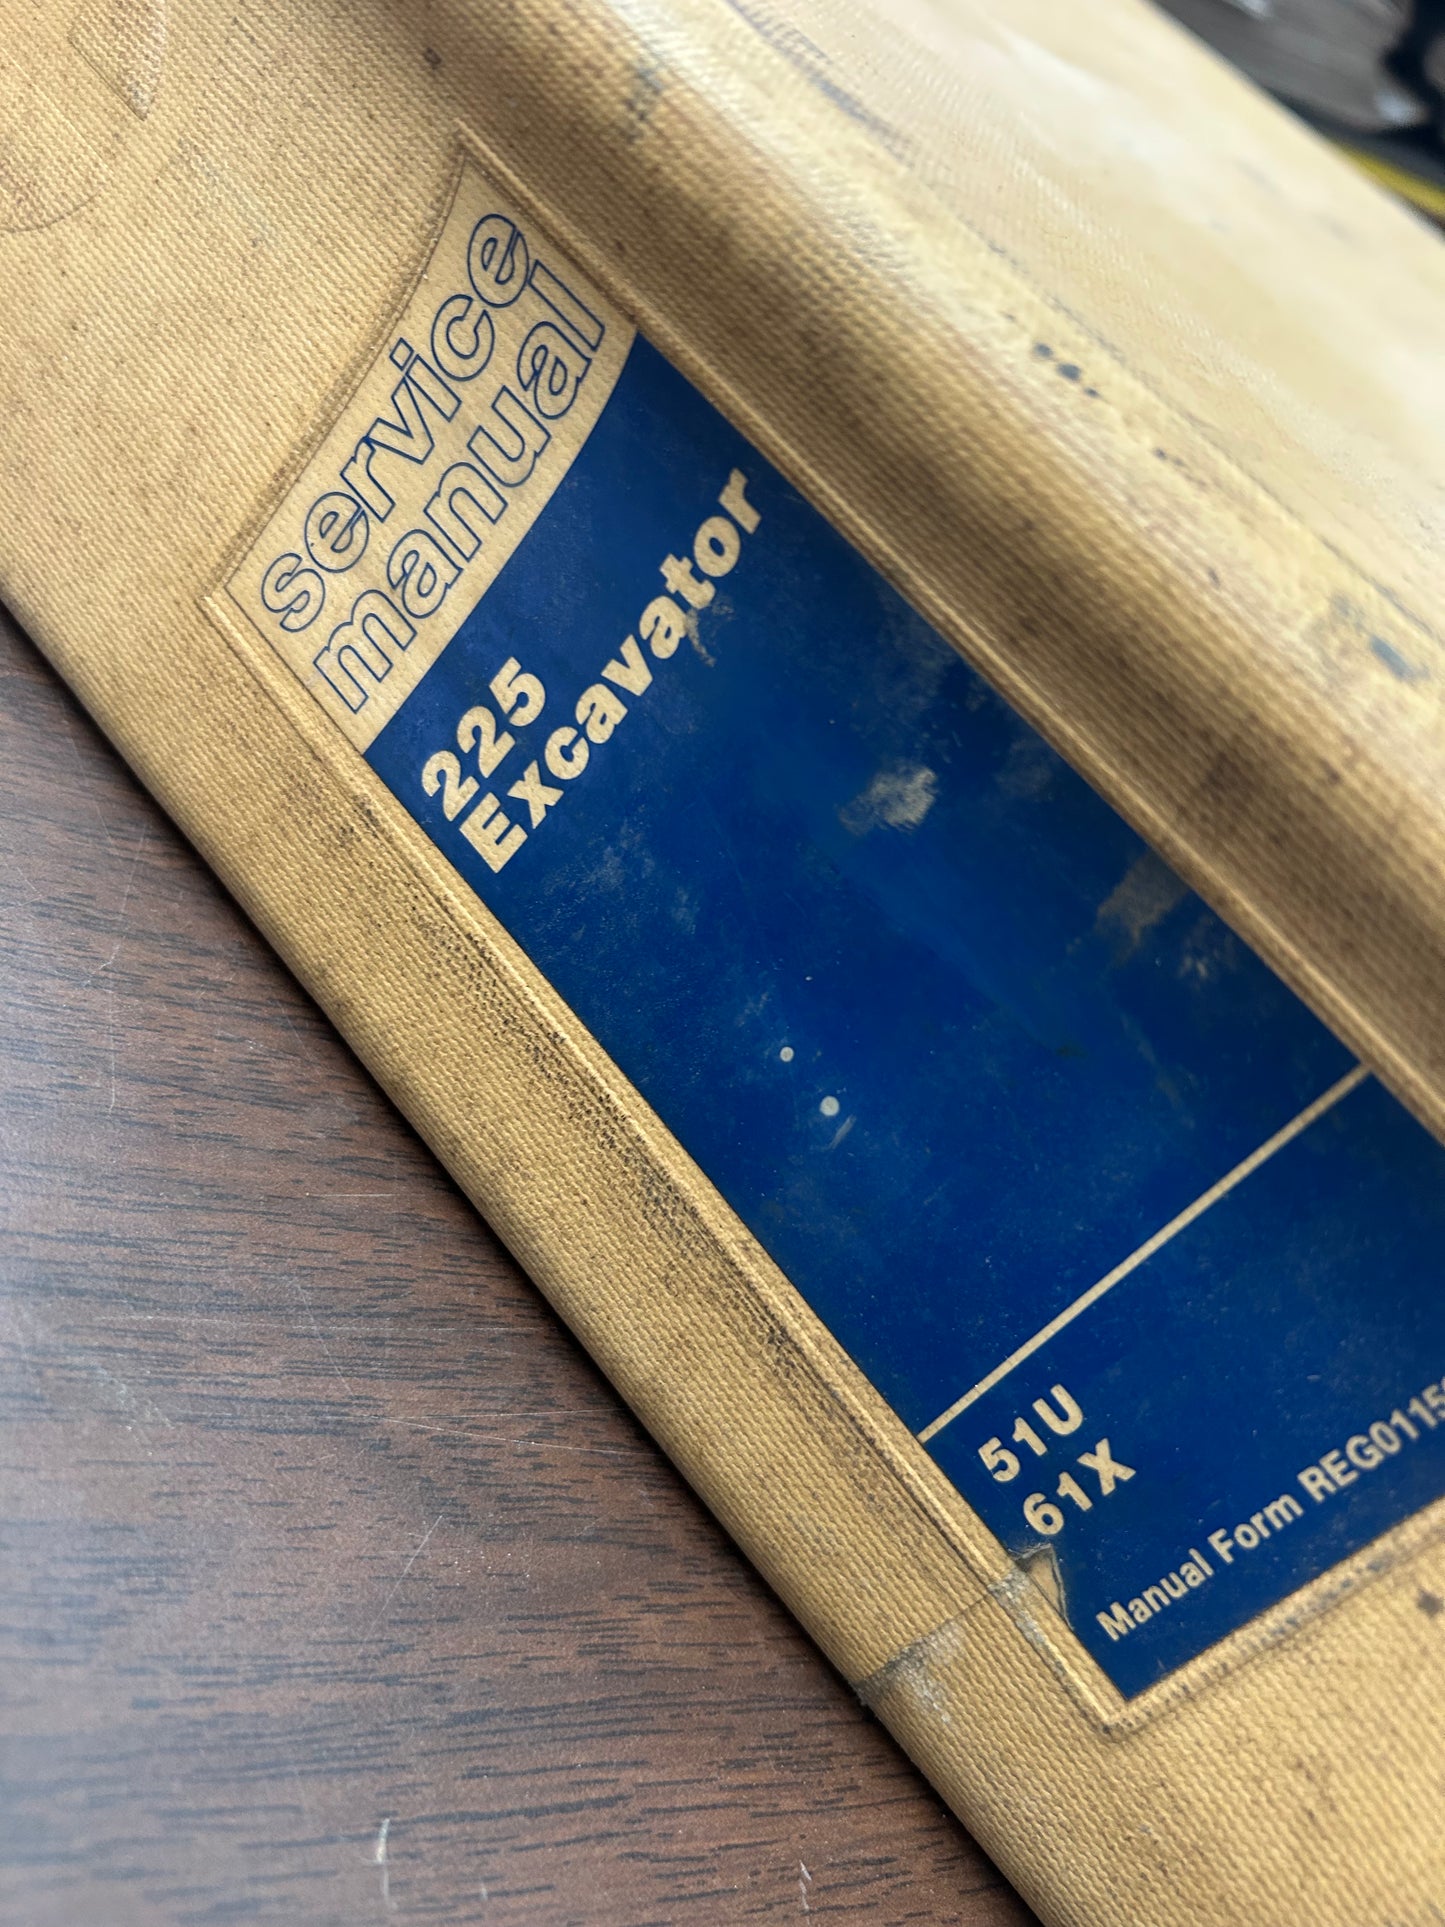 service
manual
225
Excavator
51U
61X
Manual Form